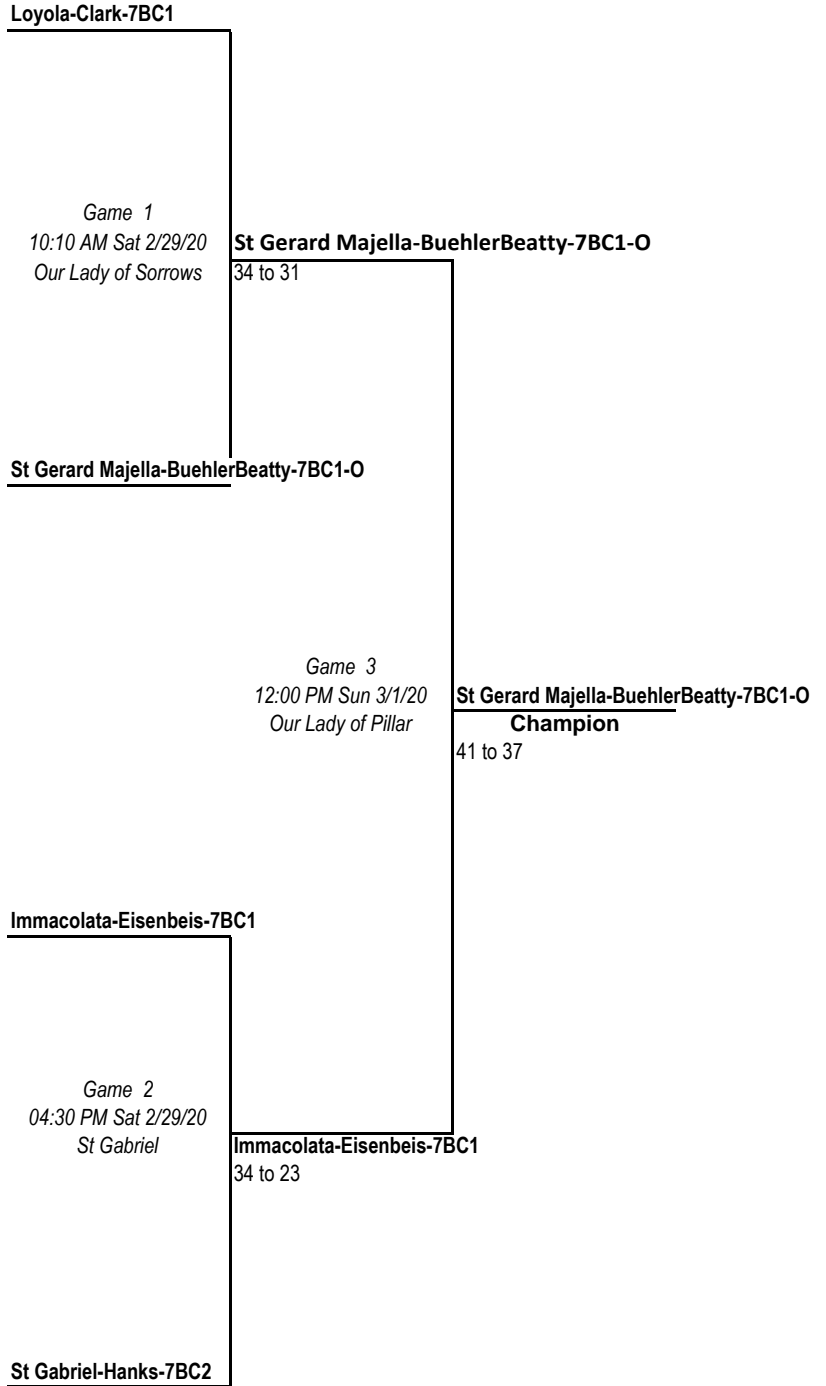 Loyola-Clark-7BC1
Game 1
10:10 AM Sat 2/29/20
Our Lady of Sorrows
St Gerard Majella-BuehlerBeatty-7BC1-O
34 to 31
St Gerard Majella-BuehlerBeatty-7BC1-O
Game 3
12:00 PM Sun 3/1/20
Our Lady of Pillar
St Gerard Majella-BuehlerBeatty-7BC1-O
Champion
41 to 37
Immacolata-Eisenbeis-7BC1
Game 2
04:30 PM Sat 2/29/20
St Gabriel
Immacolata-Eisenbeis-7BC1
34 to 23
St Gabriel-Hanks-7BC2